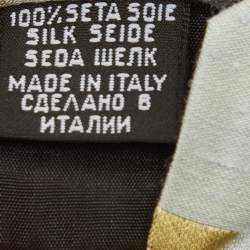 100% SETA SOIE
SILK SEIDE
SEDA ШЕЛК
MADE IN ITALY
СДЕЛАНО В
ИТАЛИИ